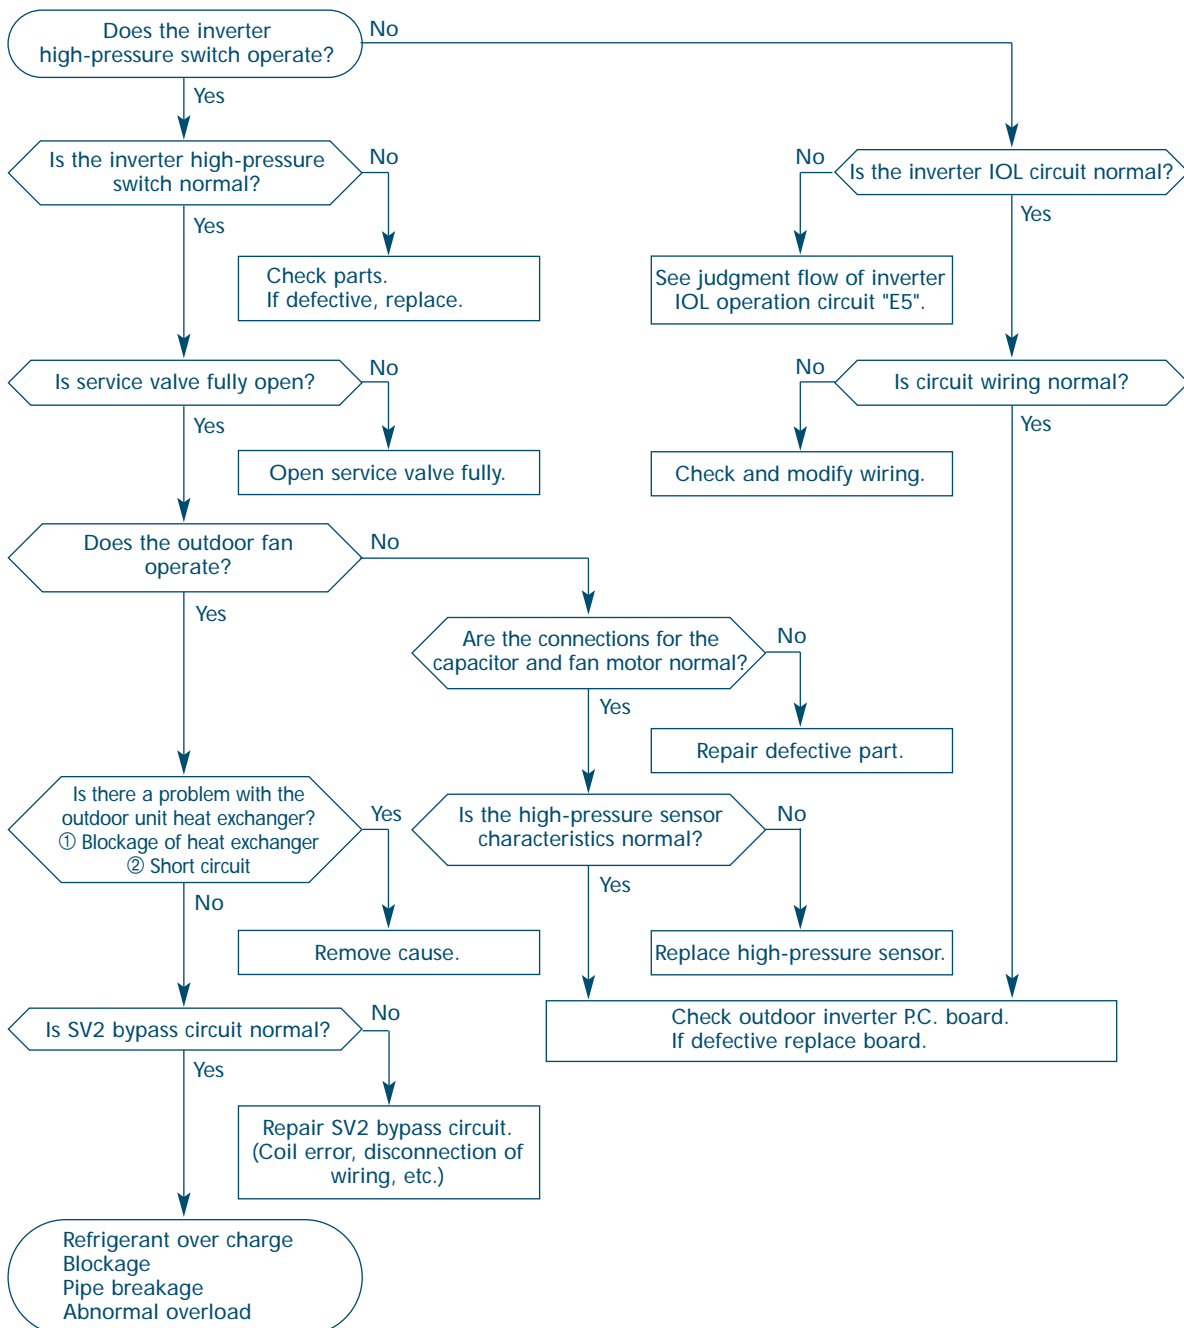 Does the inverter
high-pressure switch operate?
No
Yes
Is the inverter high-pressure
switch normal?
No
Yes
Check parts.
If defective, replace.
No
Is the inverter IOL circuit normal?
Yes
See judgment flow of inverter
IOL operation circuit "E5".
Is service valve fully open?
No
Yes
Open service valve fully.
No
Is circuit wiring normal?
Yes
Check and modify wiring.
Does the outdoor fan
operate?
No
Yes
Are the connections for the
capacitor and fan motor normal?
No
Yes
Repair defective part.
Is there a problem with the
outdoor unit heat exchanger?
① Blockage of heat exchanger
② Short circuit
Yes
No
Remove cause.
Is the high-pressure sensor
characteristics normal?
No
Yes
Replace high-pressure sensor.
Is SV2 bypass circuit normal?
No
Yes
Check outdoor inverter P.C. board.
If defective replace board.
Repair SV2 bypass circuit.
(Coil error, disconnection of
wiring, etc.)
Refrigerant over charge
Blockage
Pipe breakage
Abnormal overload